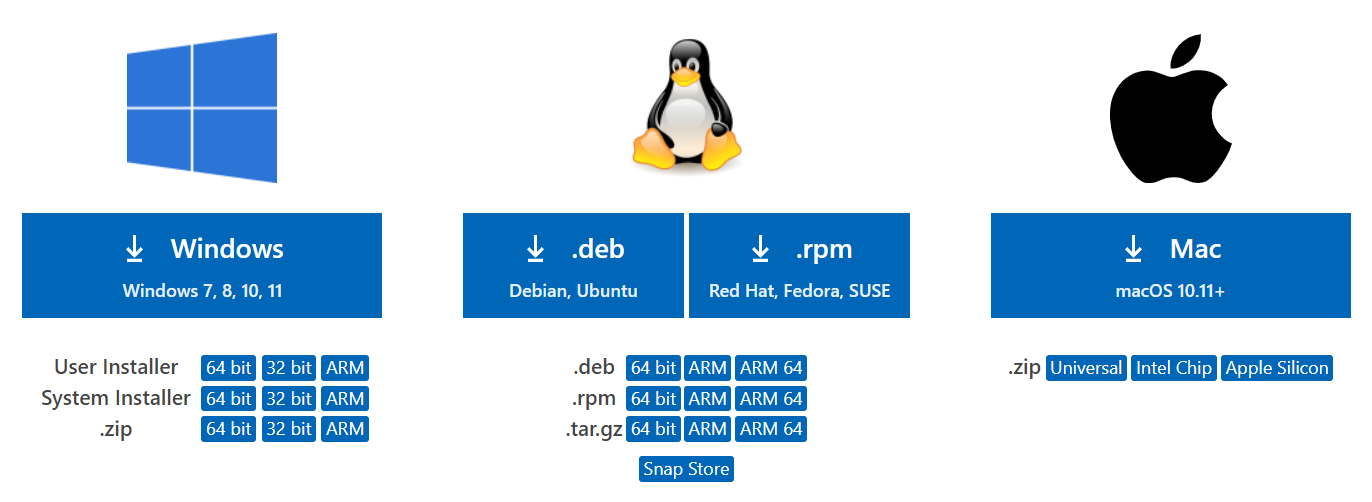 Windows
Windows 7, 8, 10, 11
User Installer 64 bit 32 bit ARM
System Installer 64 bit 32 bit ARM
.zip 64 bit 32 bit ARM
.deb
Debian, Ubuntu
.rpm
Red Hat, Fedora, SUSE
.deb 64 bit ARM ARM 64
.rpm 64 bit ARM ARM 64
.tar.gz 64 bit ARM ARM 64
Snap Store
Mac
macOS 10.11+
.zip Universal Intel Chip Apple Silicon